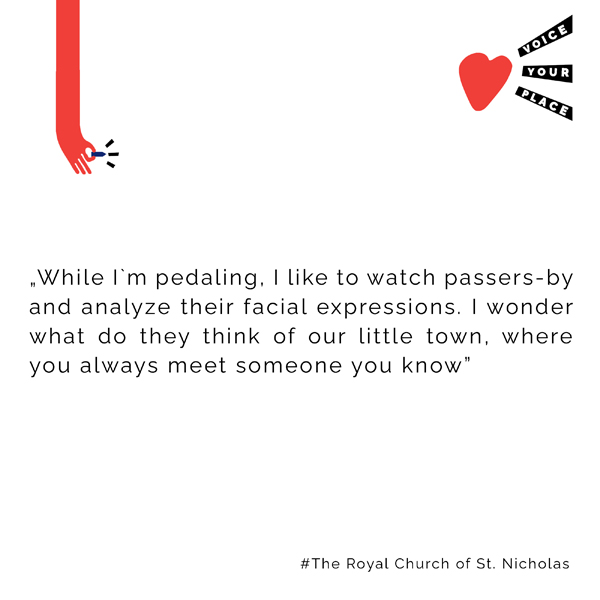 VOICE
YOUR
PLACE
„While I`m pedaling, I like to watch passers-by
and analyze their facial expressions. I wonder
what do they think of our little town, where
you always meet someone you know”
#The Royal Church of St. Nicholas